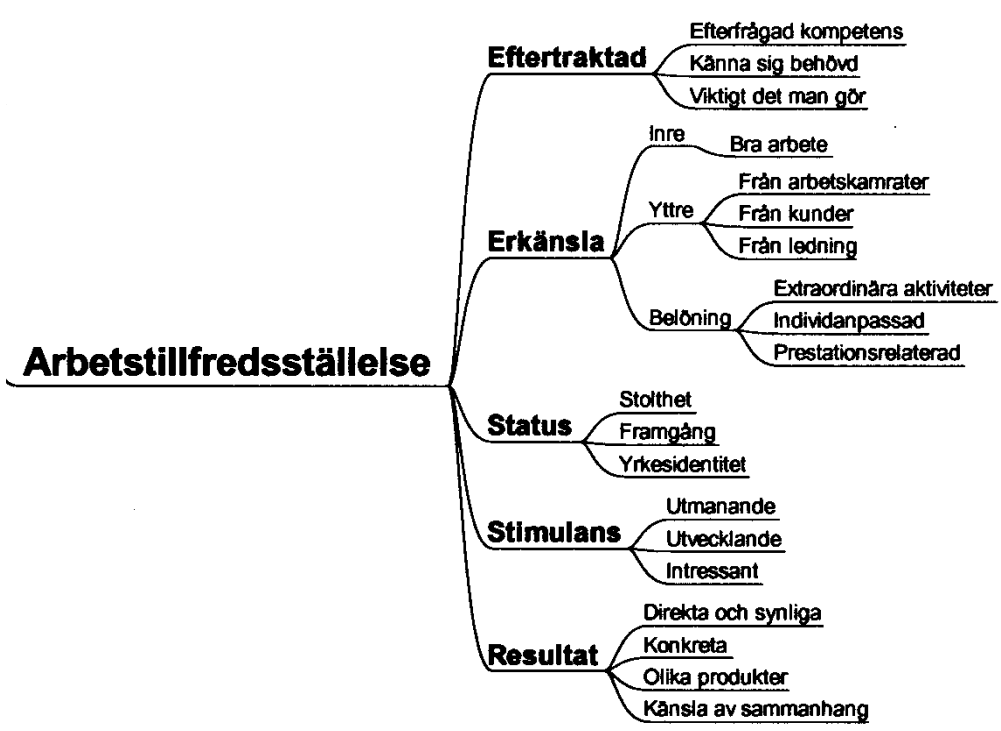 Arbetstillfredsställelse
Eftertraktad
Efterfrågad kompetens
Känna sig behövd
Viktigt det man gör
Erkänsla
Inre
Bra arbete
Yttre
Från arbetskamrater
Från kunder
Från ledning
Belöning
Extraordinära aktiviteter
Individanpassad
Prestationsrelaterad
Status
Stolthet
Framgång
Yrkesidentitet
Stimulans
Utmanande
Utvecklande
Intressant
Resultat
Direkta och synliga
Konkreta
Olika produkter
Känsla av sammanhang